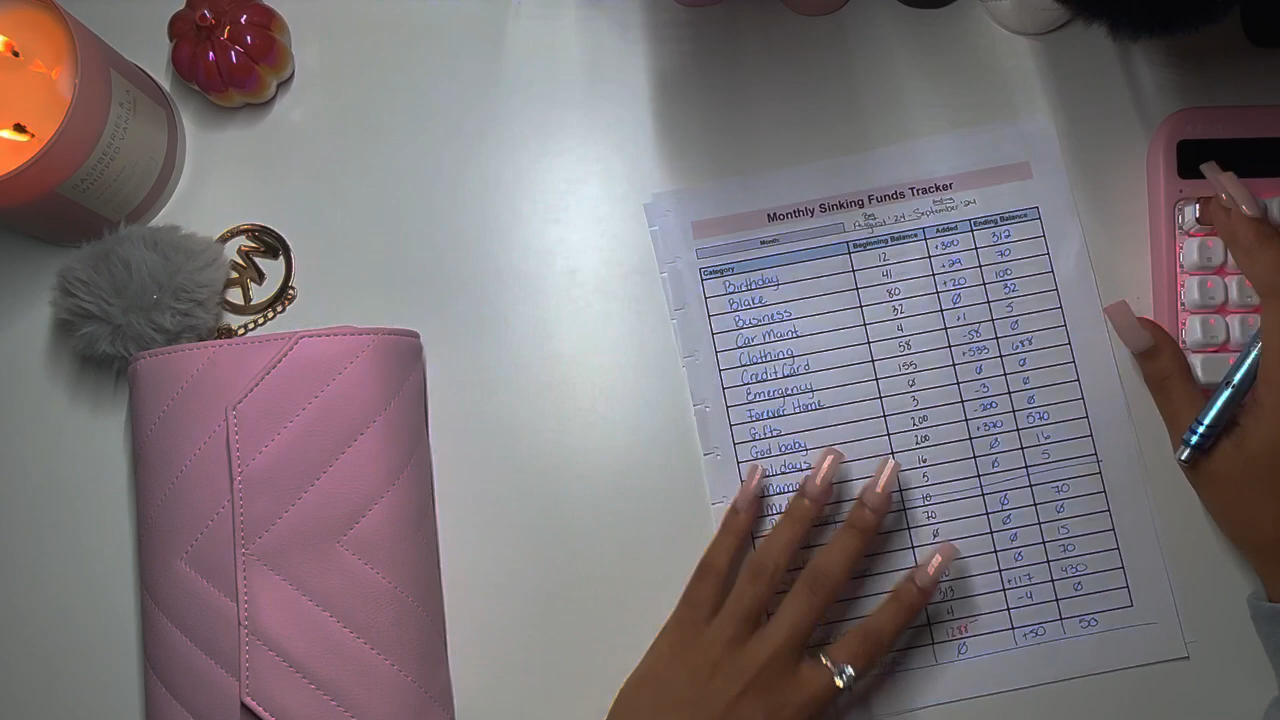 RASPBERRIES &
WHIPPED VANILLA
MK
Monthly Sinking Funds Tracker
Month:
Beg August '24 - Ending September '24
Category Beginning Balance Added Ending Balance
Birthday 12 +300 312
Blake 41 +29 70
Business 80 +20 100
Car Maint 32 Ø 32
Clothing 4 +1 5
Credit Card 58 -58 Ø
Emergency 155 +533 688
Forever Home Ø Ø Ø
Gifts 3 -3 Ø
God baby 200 -200 Ø
Holidays 200 +370 570
Mama 16 Ø 16
5 Ø 5
10
70 Ø 70
Ø Ø Ø
Ø 15
Ø 70
313 +117 430
4 -4 Ø
1288
Ø +50 50